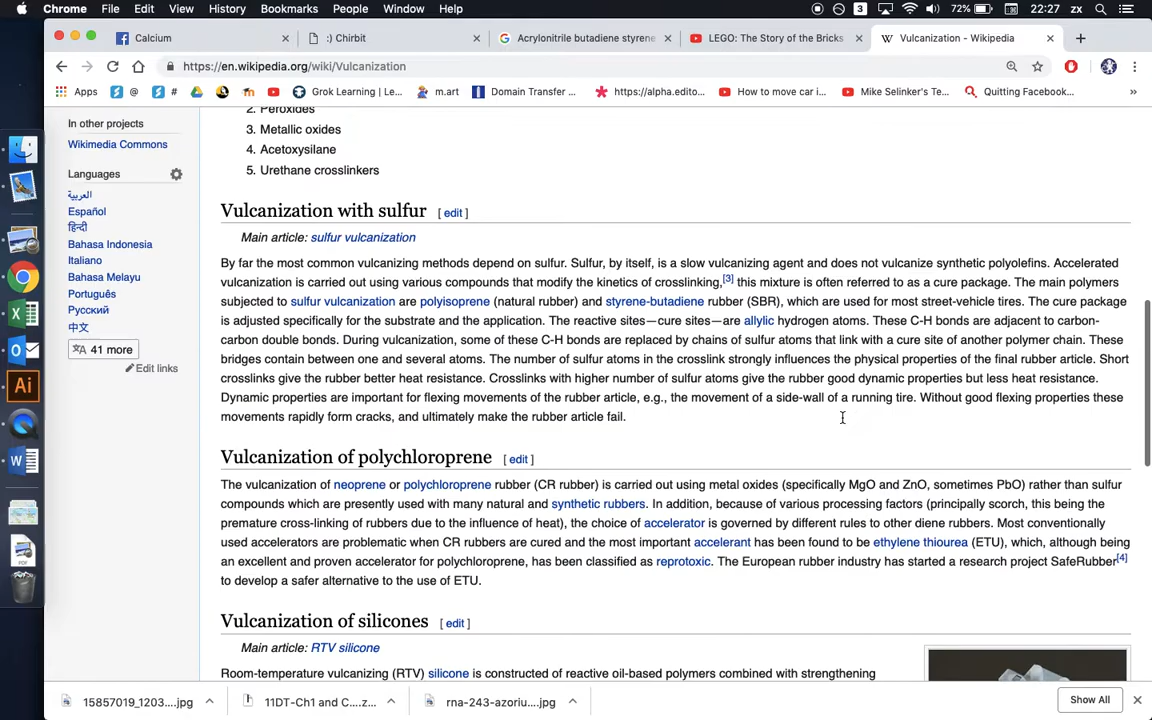 Chrome File Edit View History Bookmarks People Window Help 3 72% 22:27 zx
Calcium
:) Chirbit
Acrylonitrile butadiene styrene
LEGO: The Story of the Bricks
Vulcanization - Wikipedia
https://en.wikipedia.org/wiki/Vulcanization
Apps @ # Grok Learning | Le... m.art Domain Transfer ... https://alpha.edito... How to move car i... Mike Selinker's Te... Quitting Facebook... »
In other projects
Wikimedia Commons
Languages
العربية
Español
हिन्दी
Bahasa Indonesia
Italiano
Bahasa Melayu
Português
Русский
中文
41 more
Edit links
2. Peroxides
3. Metallic oxides
4. Acetoxysilane
5. Urethane crosslinkers
Vulcanization with sulfur [ edit ]
Main article: sulfur vulcanization
By far the most common vulcanizing methods depend on sulfur. Sulfur, by itself, is a slow vulcanizing agent and does not vulcanize synthetic polyolefins. Accelerated
vulcanization is carried out using various compounds that modify the kinetics of crosslinking,[3] this mixture is often referred to as a cure package. The main polymers
subjected to sulfur vulcanization are polyisoprene (natural rubber) and styrene-butadiene rubber (SBR), which are used for most street-vehicle tires. The cure package
is adjusted specifically for the substrate and the application. The reactive sites—cure sites—are allylic hydrogen atoms. These C-H bonds are adjacent to carbon-
carbon double bonds. During vulcanization, some of these C-H bonds are replaced by chains of sulfur atoms that link with a cure site of another polymer chain. These
bridges contain between one and several atoms. The number of sulfur atoms in the crosslink strongly influences the physical properties of the final rubber article. Short
crosslinks give the rubber better heat resistance. Crosslinks with higher number of sulfur atoms give the rubber good dynamic properties but less heat resistance.
Dynamic properties are important for flexing movements of the rubber article, e.g., the movement of a side-wall of a running tire. Without good flexing properties these
movements rapidly form cracks, and ultimately make the rubber article fail.
Vulcanization of polychloroprene [ edit ]
The vulcanization of neoprene or polychloroprene rubber (CR rubber) is carried out using metal oxides (specifically MgO and ZnO, sometimes PbO) rather than sulfur
compounds which are presently used with many natural and synthetic rubbers. In addition, because of various processing factors (principally scorch, this being the
premature cross-linking of rubbers due to the influence of heat), the choice of accelerator is governed by different rules to other diene rubbers. Most conventionally
used accelerators are problematic when CR rubbers are cured and the most important accelerant has been found to be ethylene thiourea (ETU), which, although being
an excellent and proven accelerator for polychloroprene, has been classified as reprotoxic. The European rubber industry has started a research project SafeRubber[4]
to develop a safer alternative to the use of ETU.
Vulcanization of silicones [ edit ]
Main article: RTV silicone
Room-temperature vulcanizing (RTV) silicone is constructed of reactive oil-based polymers combined with strengthening
15857019_1203....jpg
11DT-Ch1 and C....z...
rna-243-azoriu....jpg
Show All